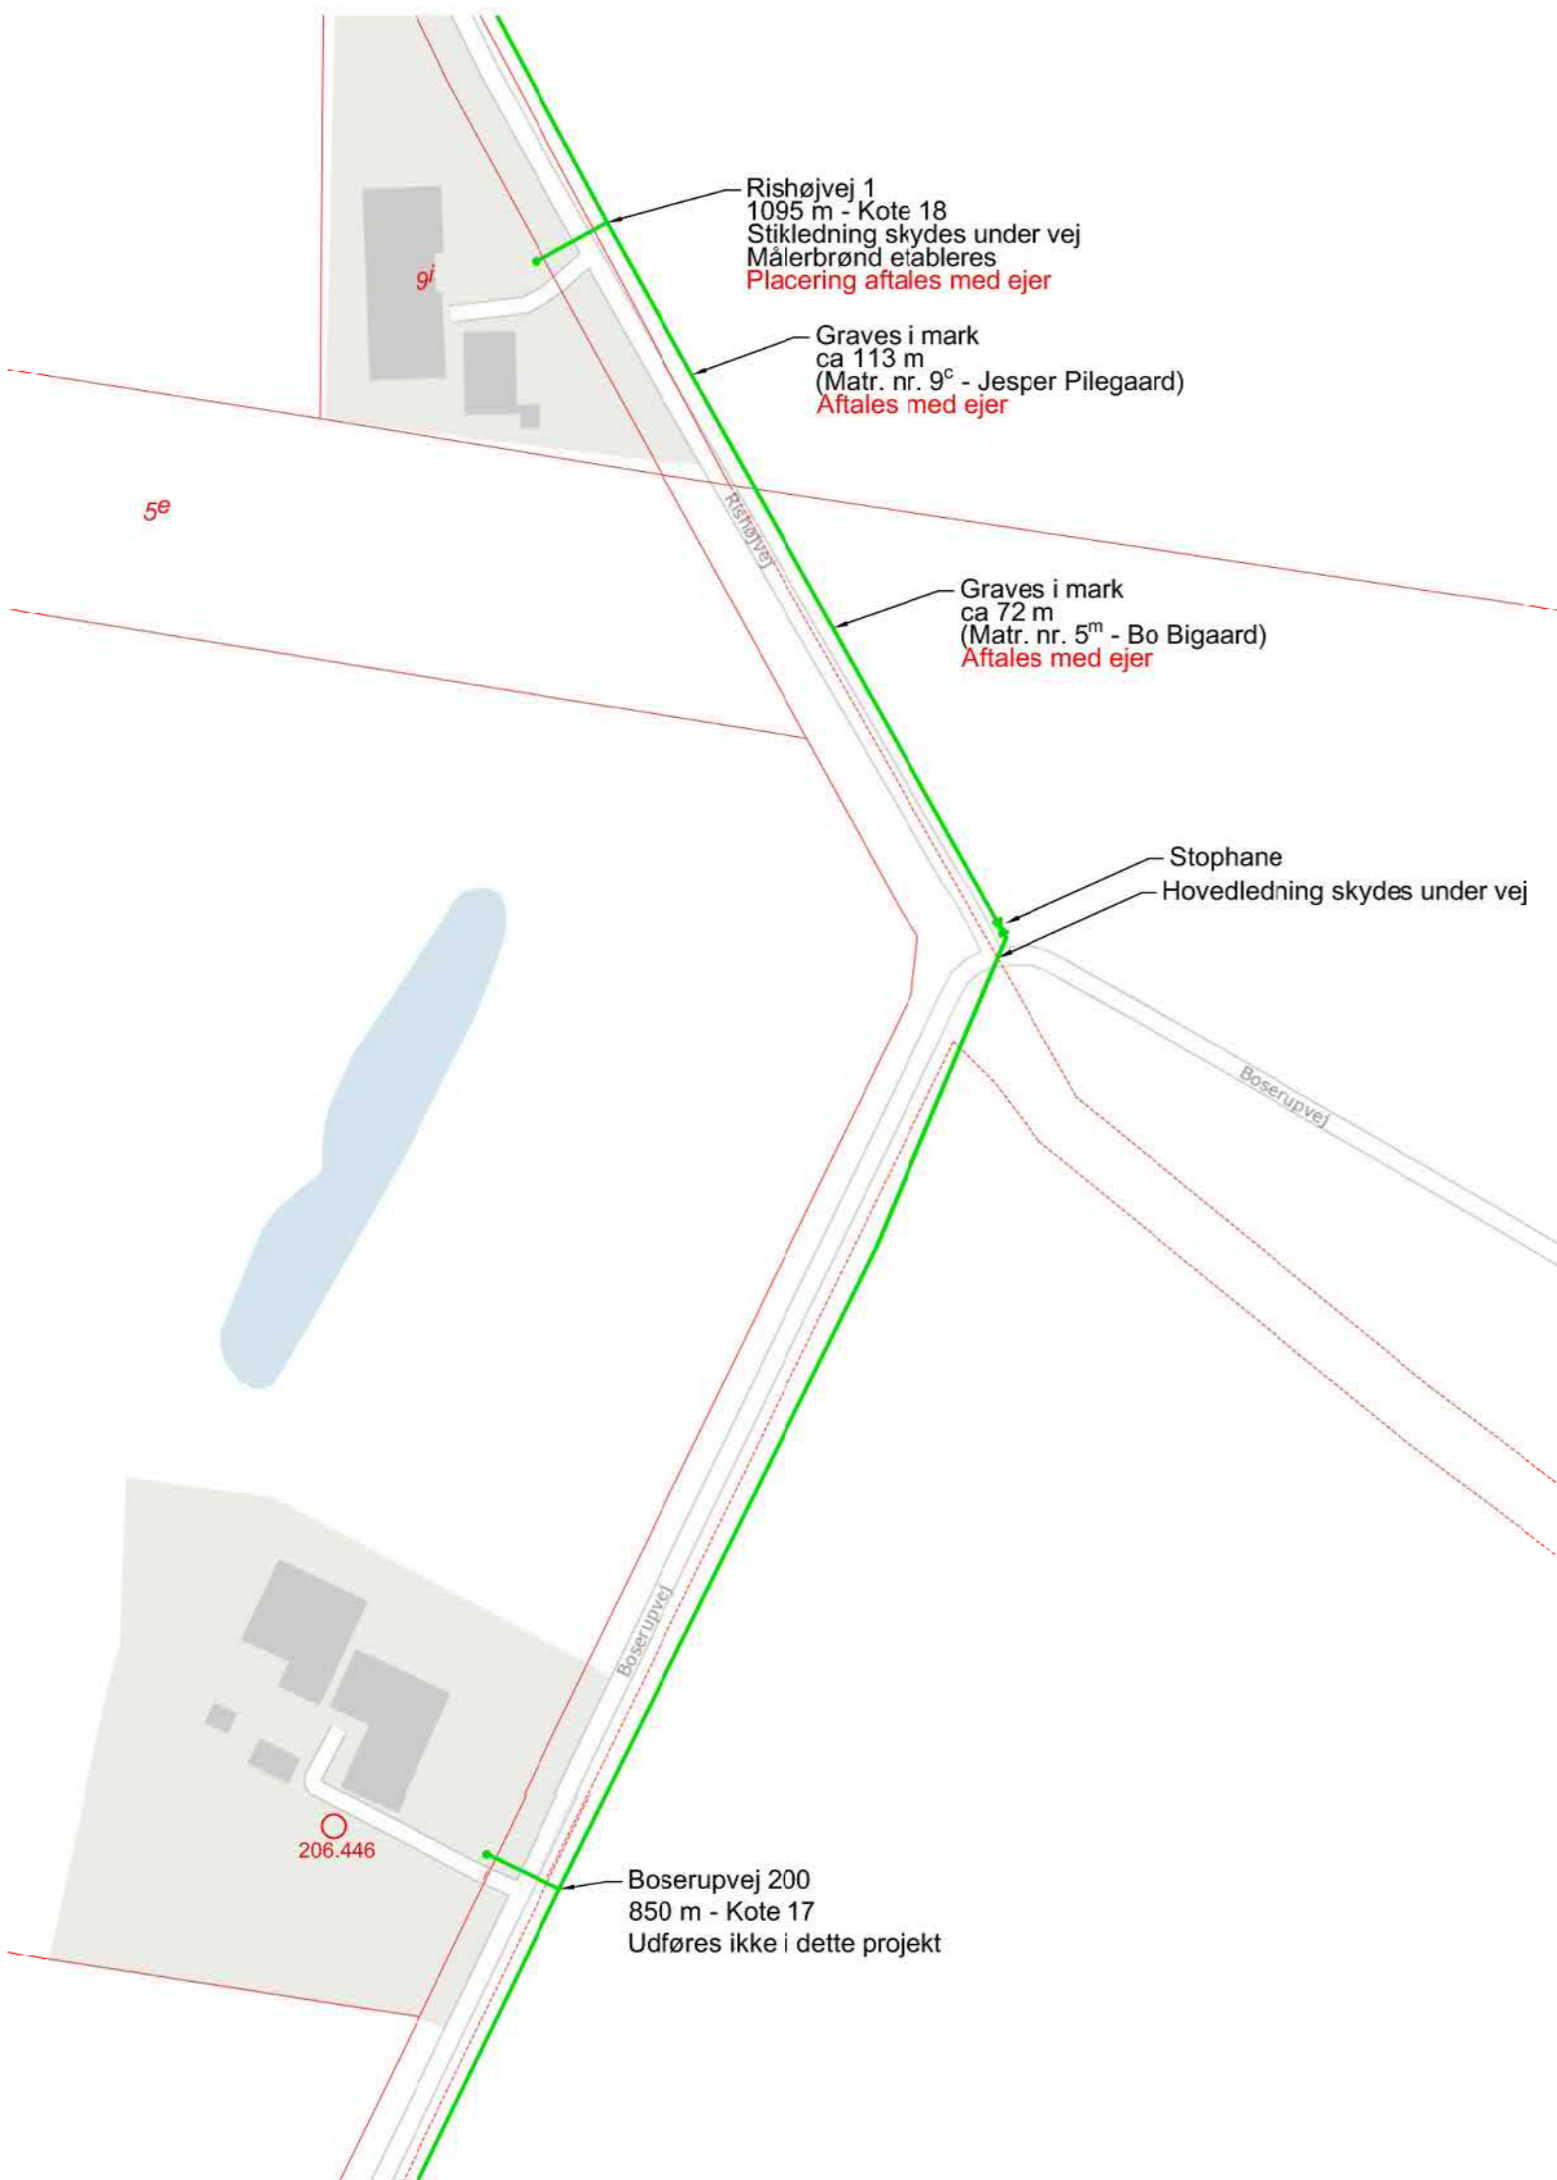 Rishøjvej 1
1095 m - Kote 18
Stikledning skydes under vej
Målerbrønd etableres
Placering aftales med ejer
9i
Graves i mark
ca 113 m
(Matr. nr. 9c - Jesper Pilegaard)
Aftales med ejer
5e
Rishøjvej
Graves i mark
ca 72 m
(Matr. nr. 5m - Bo Bigaard)
Aftales med ejer
Stophane
Hovedledning skydes under vej
Boserupvej
Boserupvej
206.446
Boserupvej 200
850 m - Kote 17
Udføres ikke i dette projekt